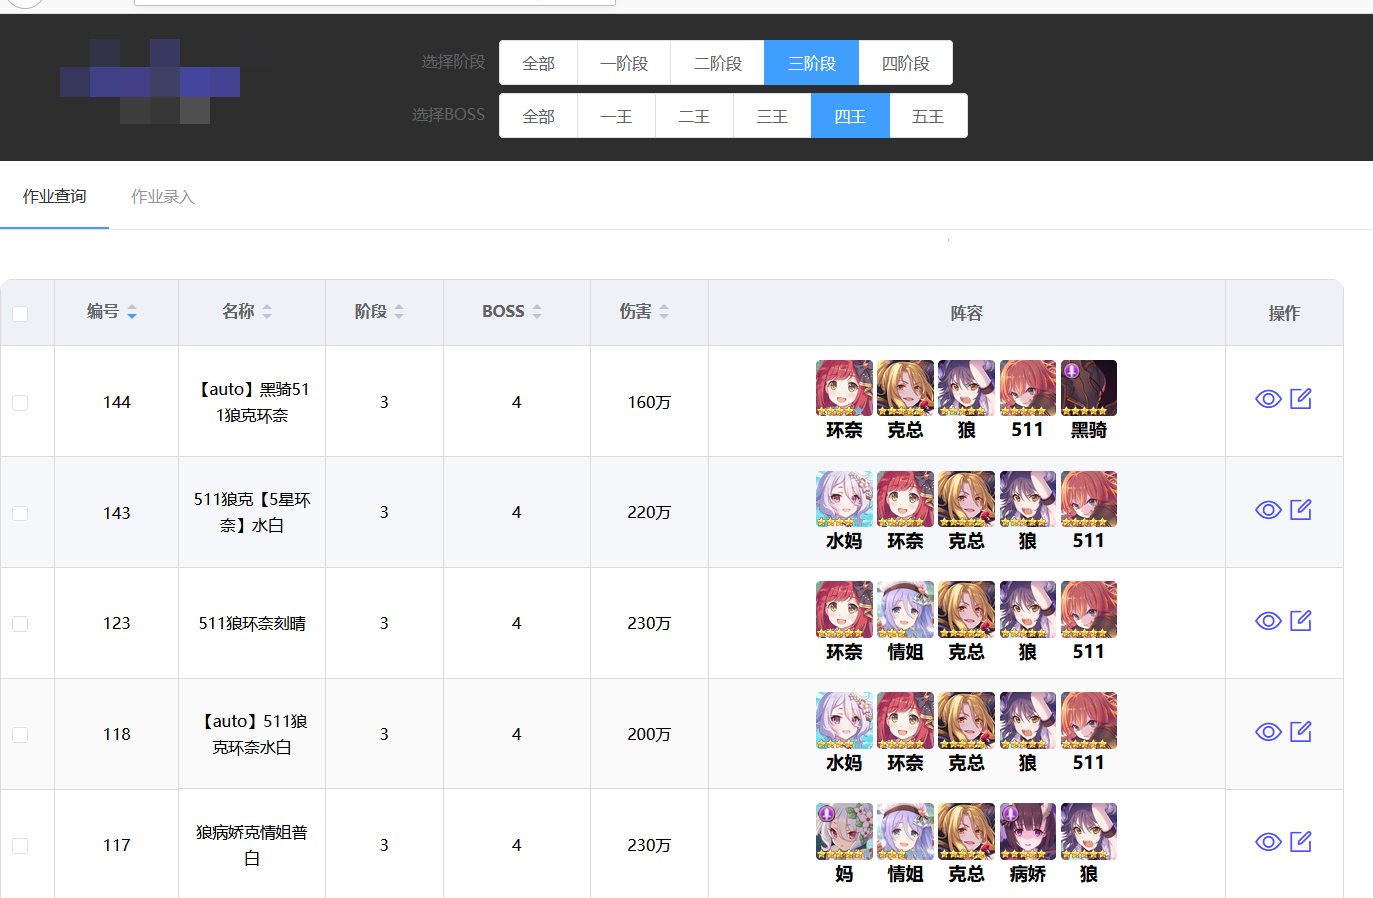 选择阶段 全部 一阶段 二阶段 三阶段 四阶段
选择BOSS 全部 一王 二王 三王 四王 五王
作业查询 作业录入
编号 名称 阶段 BOSS 伤害 阵容 操作
144 【auto】黑骑51
1狼克环奈 3 4 160万
环奈 克总 狼 511 黑骑
143 511狼克【5星环
奈】水白 3 4 220万
水妈 环奈 克总 狼 511
123 511狼环奈刻晴 3 4 230万
环奈 情姐 克总 狼 511
118 【auto】511狼
克环奈水白 3 4 200万
水妈 环奈 克总 狼 511
117 狼病娇克情姐普
白 3 4 230万
妈 情姐 克总 病娇 狼